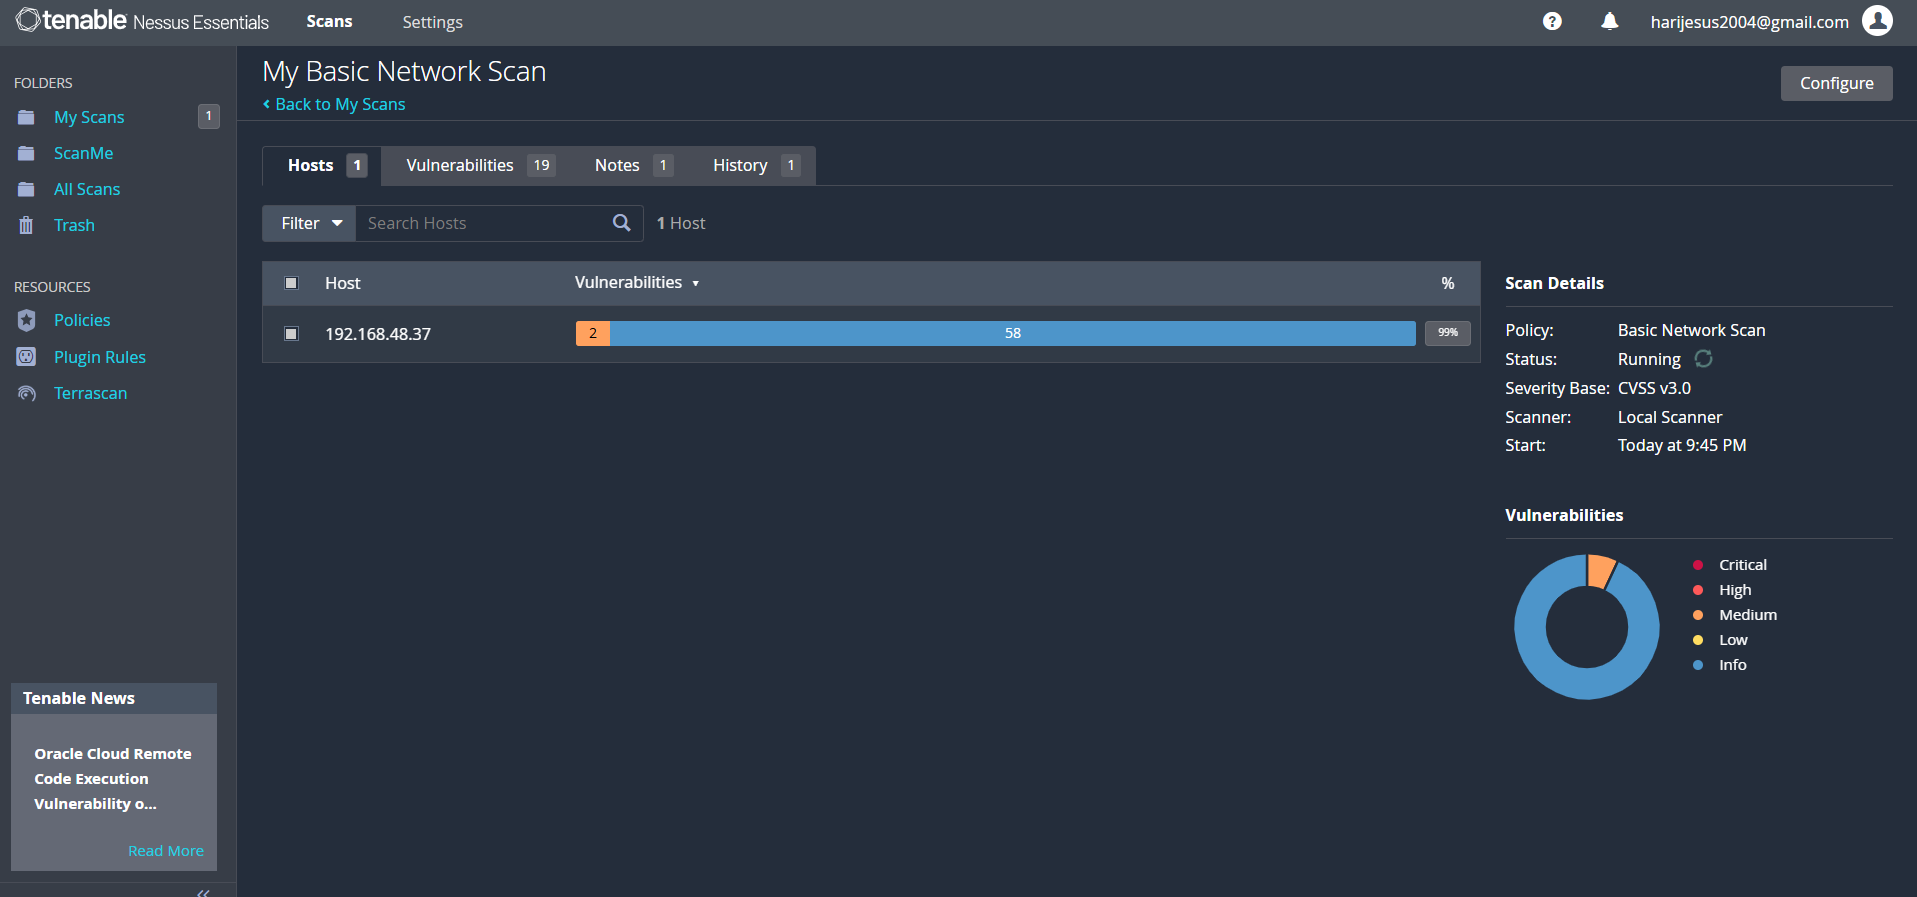 tenable Nessus Essentials Scans Settings ? harijesus2004@gmail.com
FOLDERS
My Scans 1
ScanMe
All Scans
Trash
RESOURCES
Policies
Plugin Rules
Terrascan
Tenable News
Oracle Cloud Remote
Code Execution
Vulnerability o...
Read More
My Basic Network Scan
Back to My Scans
Configure
Hosts 1 Vulnerabilities 19 Notes 1 History 1
Filter Search Hosts 1 Host
Host Vulnerabilities %
192.168.48.37 2 58 99%
Scan Details
Policy: Basic Network Scan
Status: Running
Severity Base: CVSS v3.0
Scanner: Local Scanner
Start: Today at 9:45 PM
Vulnerabilities
Critical
High
Medium
Low
Info